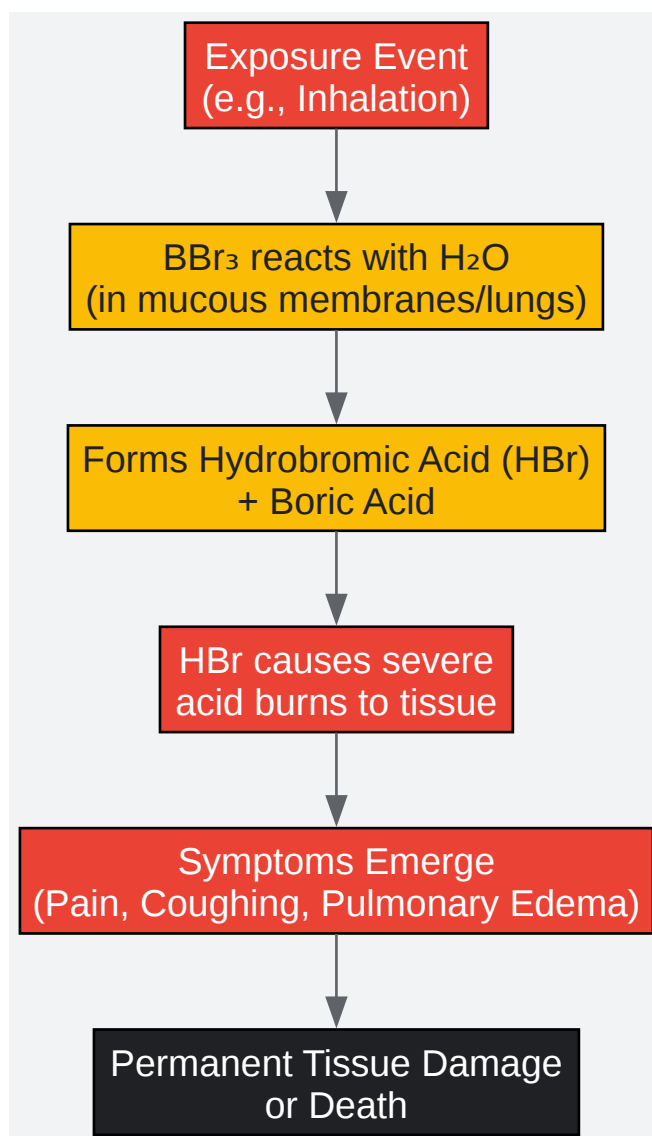 Exposure Event
(e.g., Inhalation)
BBr₃ reacts with H₂O
(in mucous membranes/lungs)
Forms Hydrobromic Acid (HBr)
+ Boric Acid
HBr causes severe
acid burns to tissue
Symptoms Emerge
(Pain, Coughing, Pulmonary Edema)
Permanent Tissue Damage
or Death